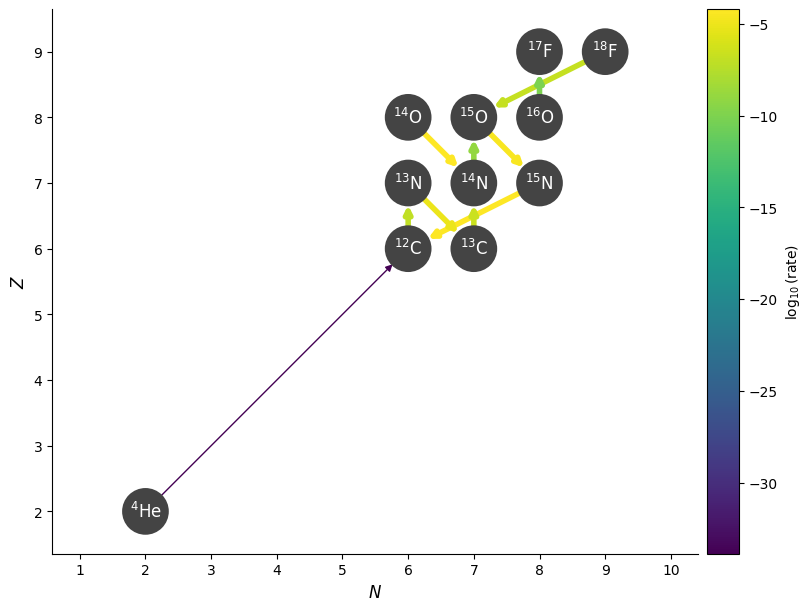 ¹⁷F ¹⁸F
¹⁴O ¹⁵O ¹⁶O
¹³N ¹⁴N ¹⁵N
¹²C ¹³C
⁴He
9
8
7
6
5
4
3
2
Z
1 2 3 4 5 6 7 8 9 10
N
−5
−10
−15
−20
−25
−30
log₁₀(rate)